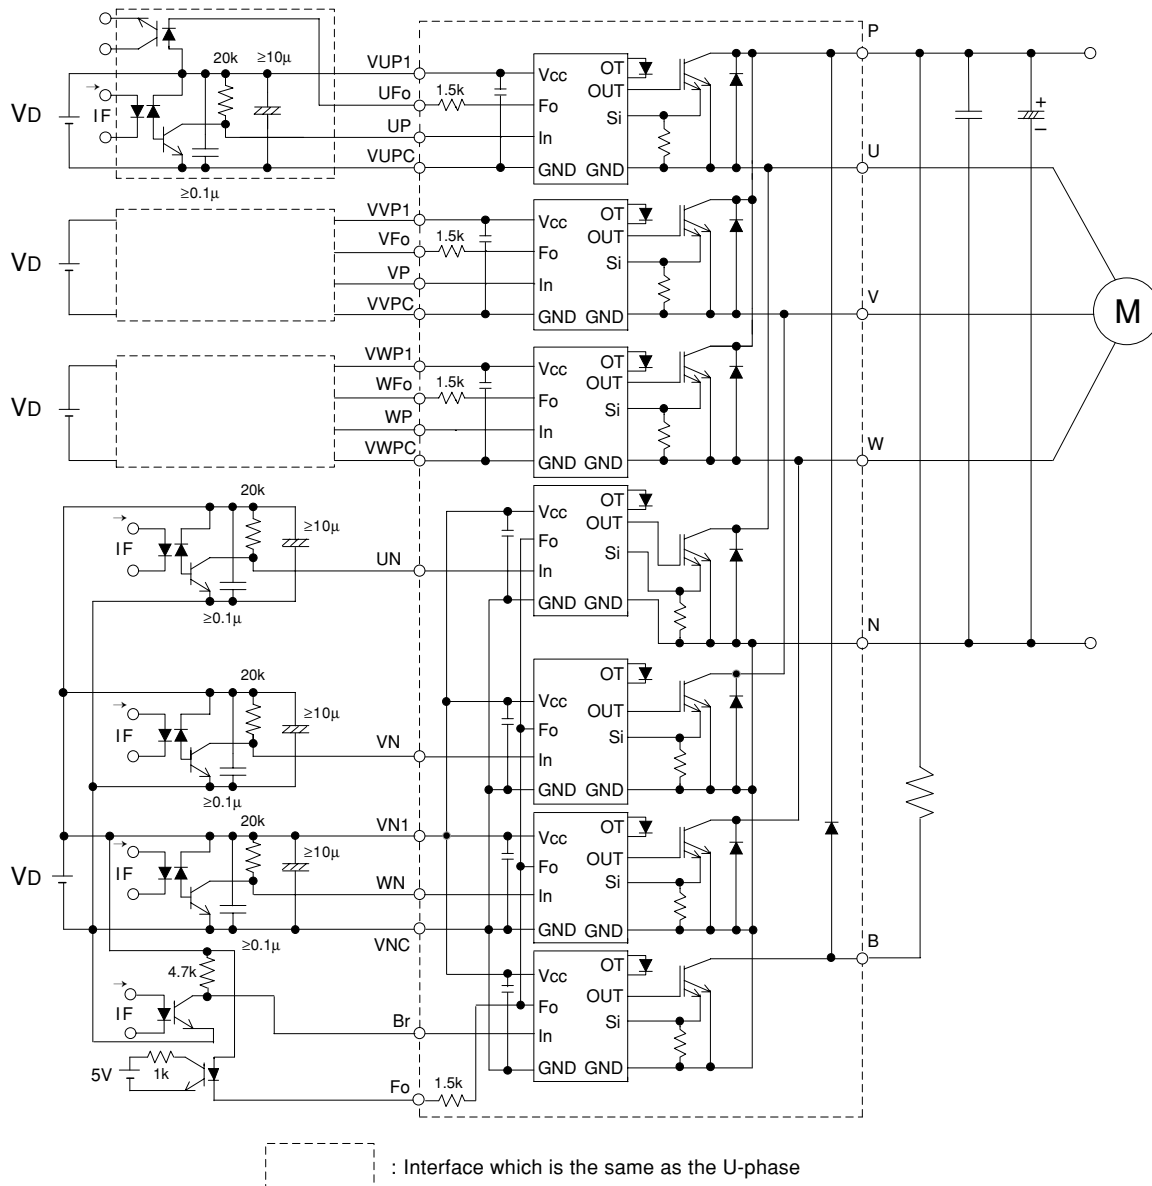 P
20k
≥10µ
VUP1
Vcc
OT
OUT
UFo
1.5k
Fo
Si
VD
IF
+
–
UP
In
VUPC
GND GND
U
≥0.1µ
VVP1
Vcc
OT
OUT
VFo
1.5k
Fo
Si
VD
VP
In
VVPC
GND GND
V
M
VWP1
Vcc
OT
OUT
WFo
1.5k
Fo
Si
VD
WP
In
VWPC
GND GND
W
20k
≥10µ
Vcc
OT
OUT
IF
Fo
Si
UN
In
GND GND
≥0.1µ
N
20k
≥10µ
Vcc
OT
OUT
IF
Fo
Si
VN
In
GND GND
≥0.1µ
20k
≥10µ
VN1
Vcc
OT
OUT
IF
Fo
Si
VD
WN
In
GND GND
≥0.1µ
VNC
B
4.7k
Vcc
OT
OUT
IF
Fo
Si
Br
In
GND GND
5V
1k
Fo
1.5k
: Interface which is the same as the U-phase